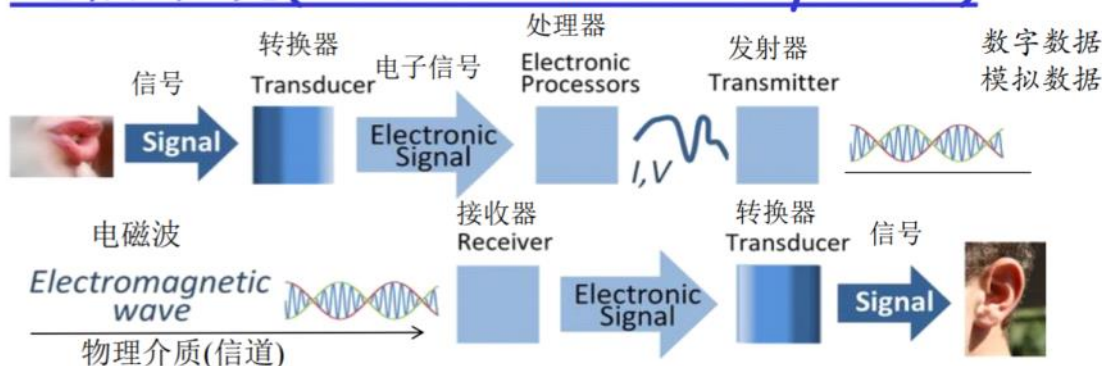 处理器
转换器
发射器
数字数据
电子信号
Electronic
Processors
信号
Transducer
Transmitter
模拟数据
Signal
Electronic
Signal
I,V
接收器
转换器
电磁波
Receiver
Transducer
信号
Electromagnetic
wave
Electronic
Signal
Signal
物理介质(信道)